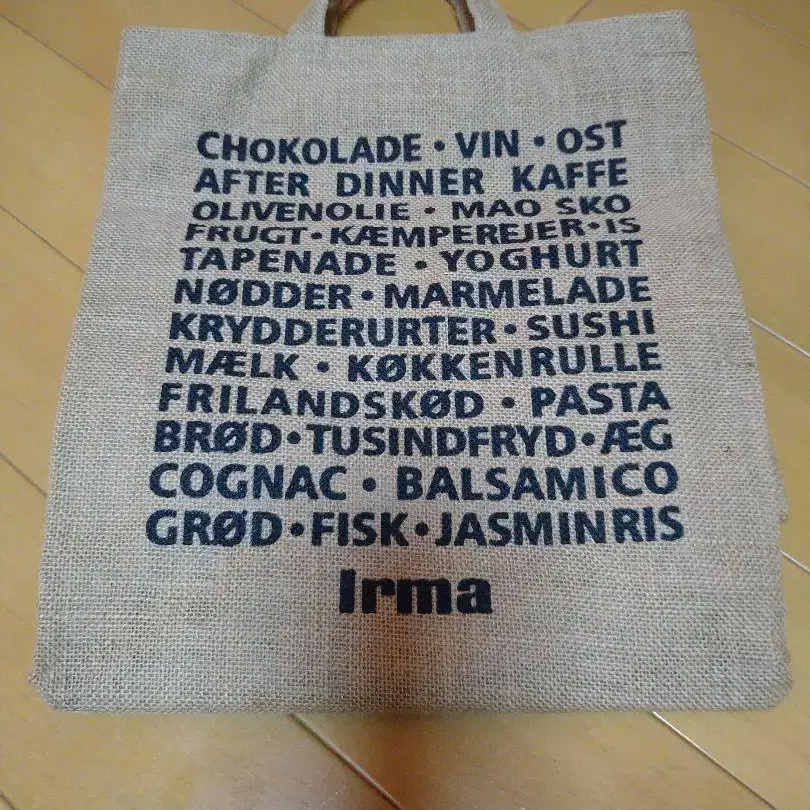 CHOKOLADE • VIN • OST
AFTER DINNER KAFFE
OLIVENOLIE • MAO SKO
FRUGT • KÆMPEREJER • IS
TAPENADE • YOGHURT
NØDDER • MARMELADE
KRYDDERURTER • SUSHI
MÆLK • KØKKENRULLE
FRILANDSKØD • PASTA
BRØD • TUSINDFRYD • ÆG
COGNAC • BALSAMICO
GRØD • FISK • JASMINRIS
Irma